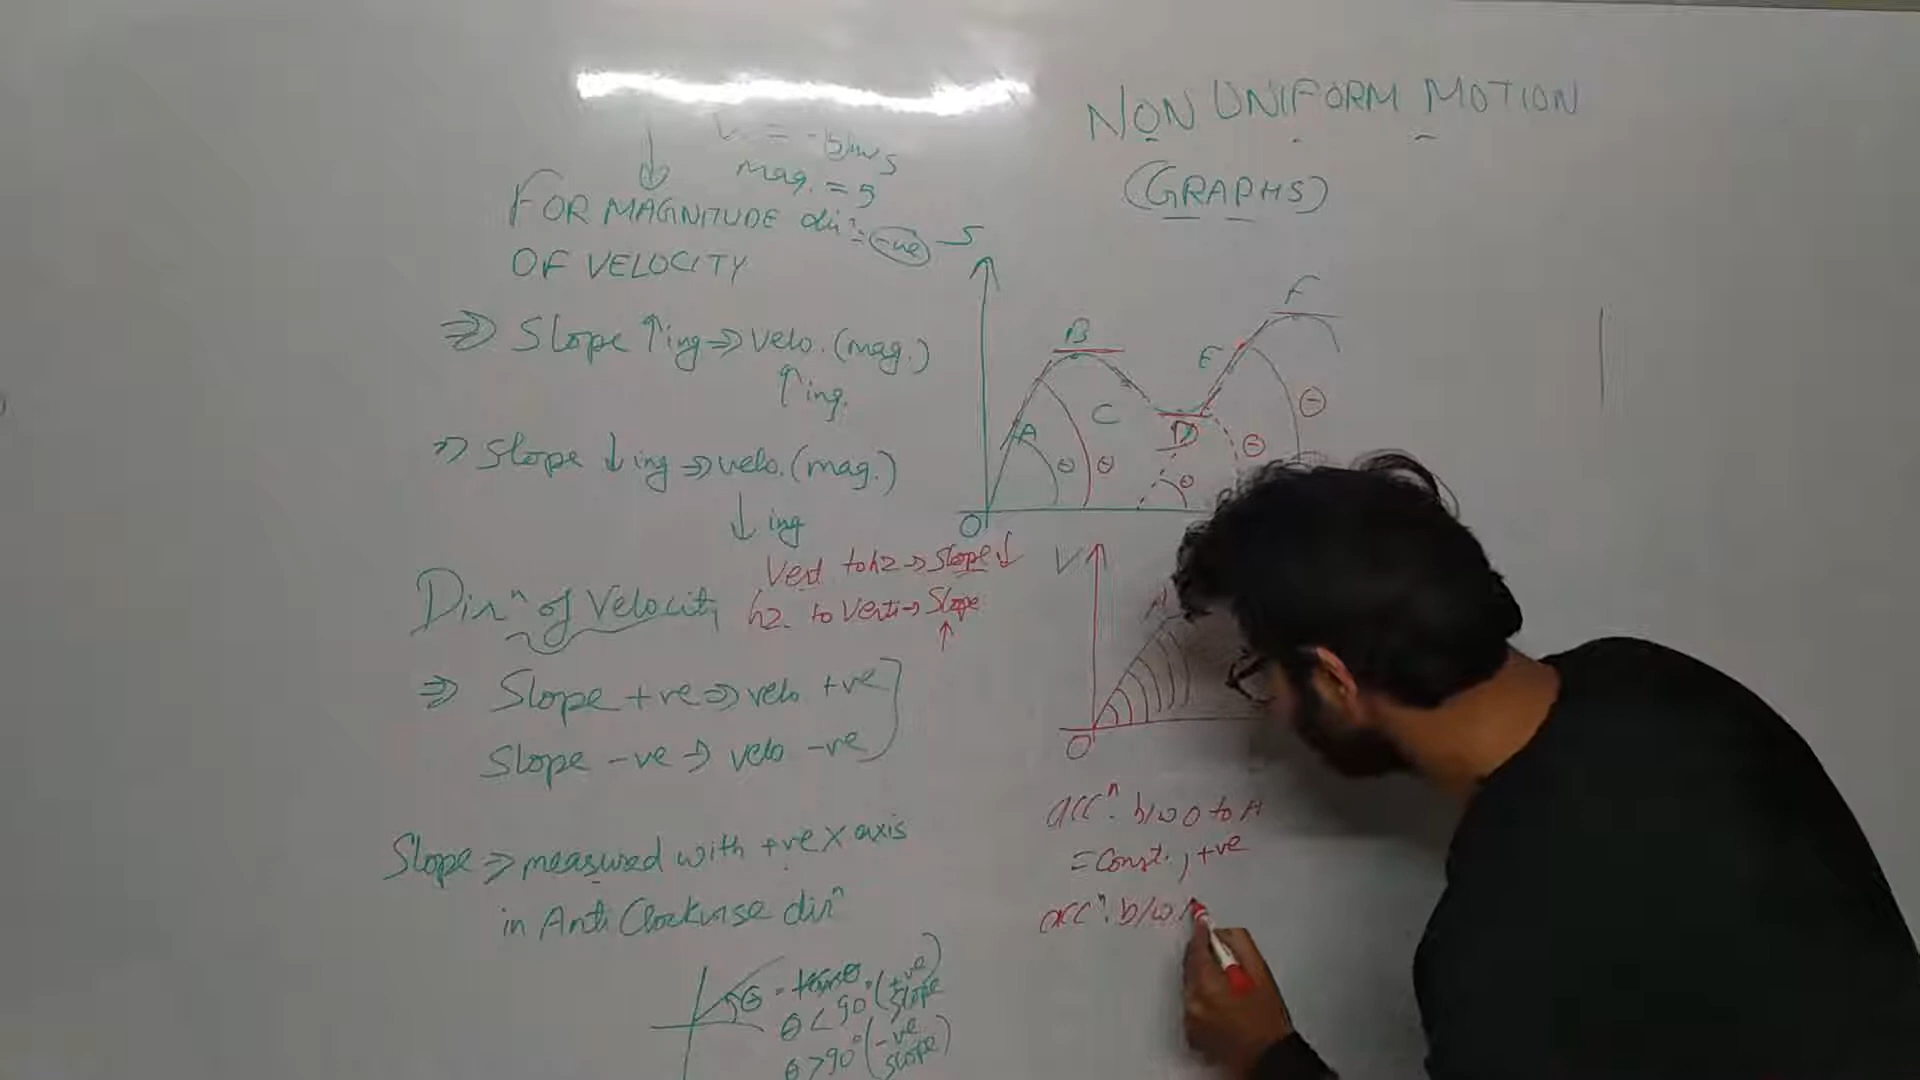 NON UNIFORM MOTION
(GRAPHS)
mag. = 5
FOR MAGNITUDE dirⁿ = -ve
OF VELOCITY
⇒ Slope ↑ing ⇒ velo. (mag.)
↑ing.
⇒ Slope ↓ing ⇒ velo. (mag.)
↓ing
Dirⁿ of Velocity
Vert to hz → Slope ↓
hz. to Verti → Slope
↑
⇒ Slope +ve ⇒ velo +ve
Slope -ve ⇒ velo -ve
Slope ⇒ measured with +ve X axis
in Anti Clockwise dirⁿ
θ
θ < 90° (+ve slope)
θ > 90° (-ve slope)
S
B
F
E
A
C
D
θ
θ
θ
θ
θ
O
V
A
O
accⁿ. b/w O to A
= Const. , +ve
accⁿ. b/w